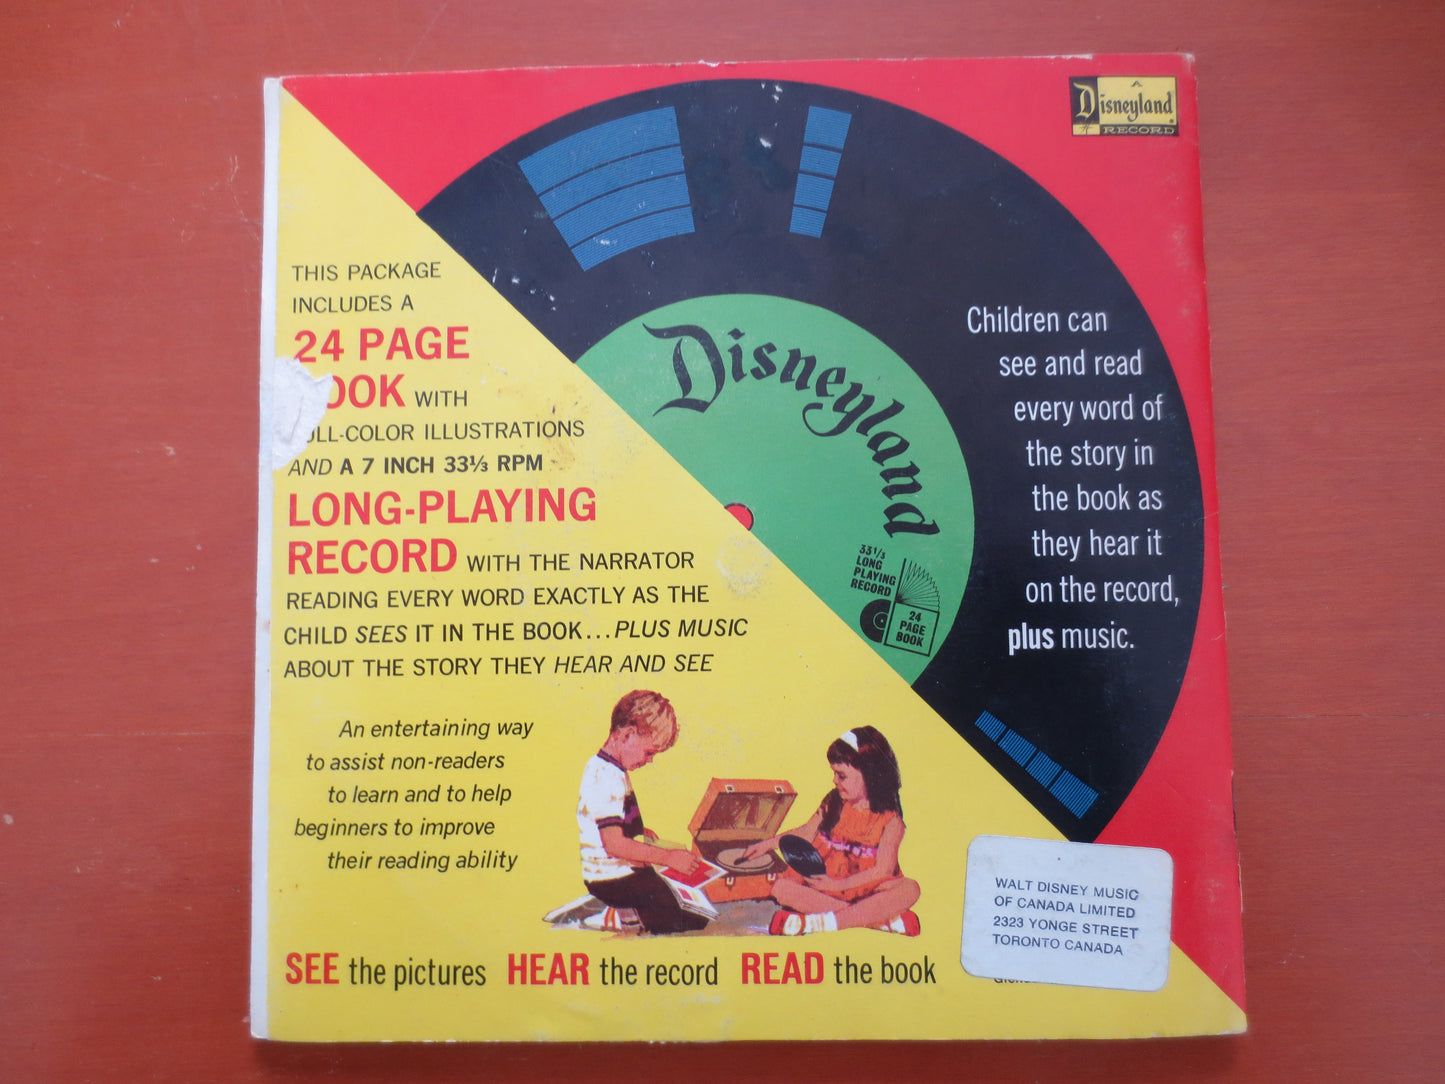 A
Disneyland
RECORD
THIS PACKAGE
INCLUDES A
24 PAGE
WITH
ILLUSTRATIONS
AND A 7 INCH 33⅓ RPM
LONG-PLAYING
RECORD WITH THE NARRATOR
READING EVERY WORD EXACTLY AS THE
CHILD SEES IT IN THE BOOK...PLUS MUSIC
ABOUT THE STORY THEY HEAR AND SEE
An entertaining way
to assist non-readers
to learn and to help
beginners to improve
their reading ability
Disneyland
33⅓
LONG
PLAYING
RECORD
24
PAGE
BOOK
Children can
see and read
every word of
the story in
the book as
they hear it
on the record,
plus music.
SEE the pictures HEAR the record READ the book
WALT DISNEY MUSIC
OF CANADA LIMITED
2323 YONGE STREET
TORONTO CANADA